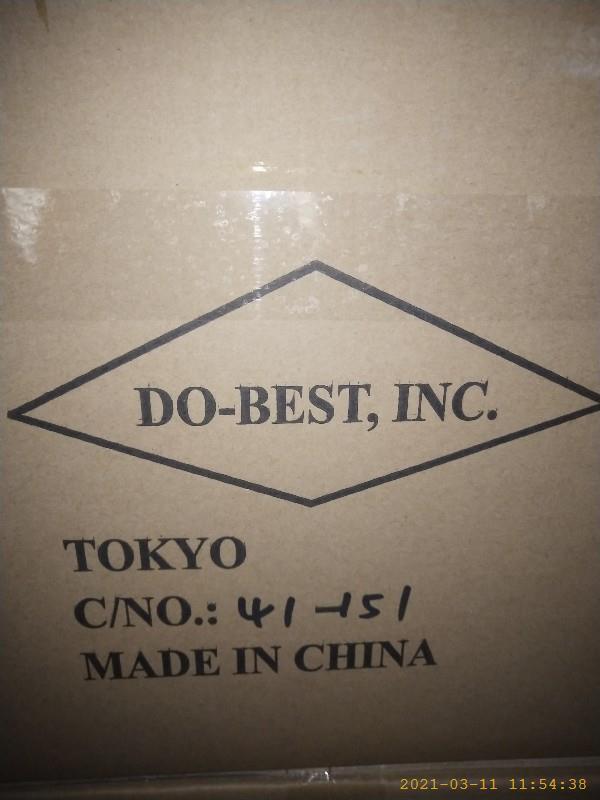 DO-BEST, INC.
TOKYO
C/NO.: 41-151
MADE IN CHINA
2021-03-11 11:54:38